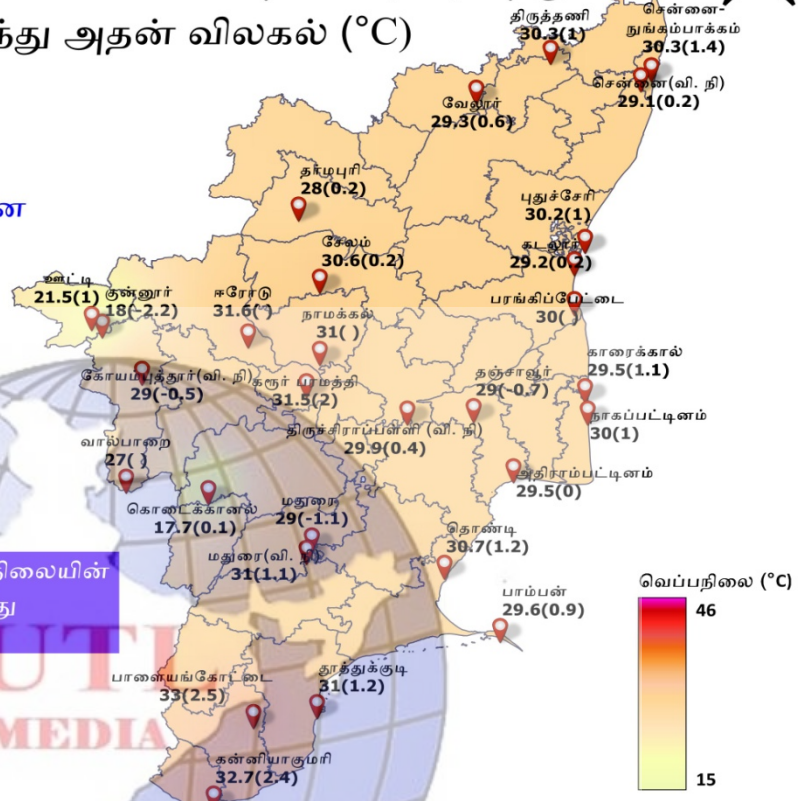 ந்து அதன் விலகல் (°C)
திருத்தணி
30.3(1)
சென்னை-
நுங்கம்பாக்கம்
30.3(1.4)
சென்னை(வி. நி)
29.1(0.2)
வேலூர்
29.3(0.6)
தர்மபுரி
28(0.2)
புதுச்சேரி
30.2(1)
ன
சேலம்
30.6(0.2)
கடலூர்
29.2(0.2)
ஊட்டி
21.5(1)
குன்னூர்
18(-2.2)
ஈரோடு
31.6( )
நாமக்கல்
31( )
பரங்கிப்பேட்டை
30( )
காரைக்கால்
29.5(1.1)
கோயம்புத்தூர்(வி. நி)
29(-0.5)
கரூர் பரமத்தி
31.5(2)
தஞ்சாவூர்
29(-0.7)
நாகப்பட்டினம்
30(1)
திருச்சிராப்பள்ளி (வி. நி)
29.9(0.4)
வால்பாறை
27( )
அதிராம்பட்டினம்
29.5(0)
கொடைக்கானல்
17.7(0.1)
மதுரை
29(-1.1)
மதுரை(வி. நி)
31(1.1)
தொண்டி
30.7(1.2)
நிலையின்
து
பாம்பன்
29.6(0.9)
வெப்பநிலை (°C)
46
15
UTL
MEDIA
பாளையங்கோட்டை
33(2.5)
தூத்துக்குடி
31(1.2)
கன்னியாகுமரி
32.7(2.4)